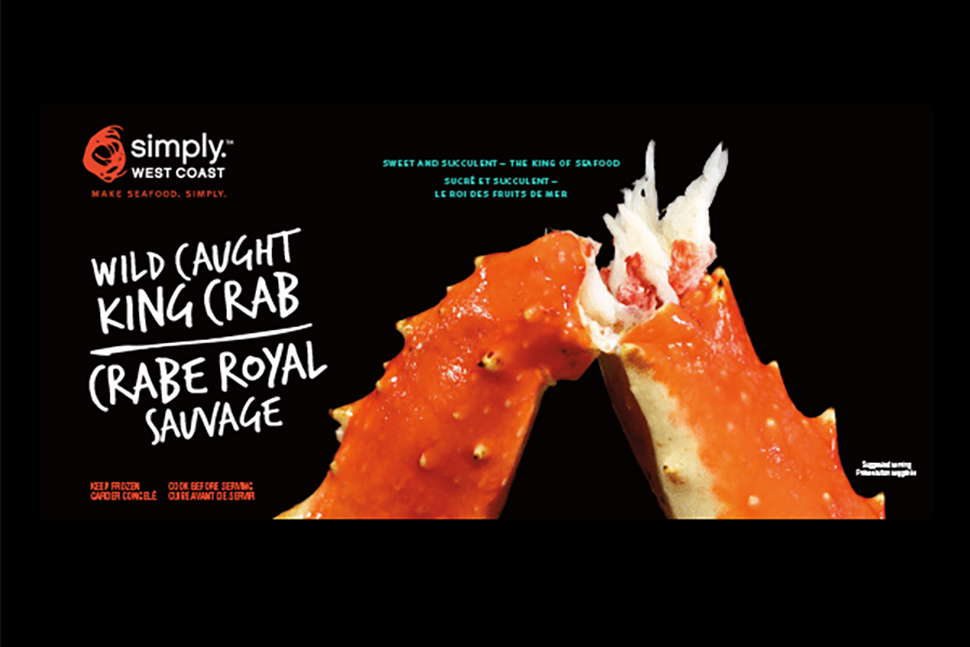 simply.™
WEST COAST
MAKE SEAFOOD. SIMPLY.
SWEET AND SUCCULENT – THE KING OF SEAFOOD
SUCRÉ ET SUCCULENT –
LE ROI DES FRUITS DE MER
WILD CAUGHT
KING CRAB
CRABE ROYAL
SAUVAGE
KEEP FROZEN
GARDER CONGELÉ
COOK BEFORE SERVING
CUIRE AVANT DE SERVIR
Suggested serving
Présentation suggérée